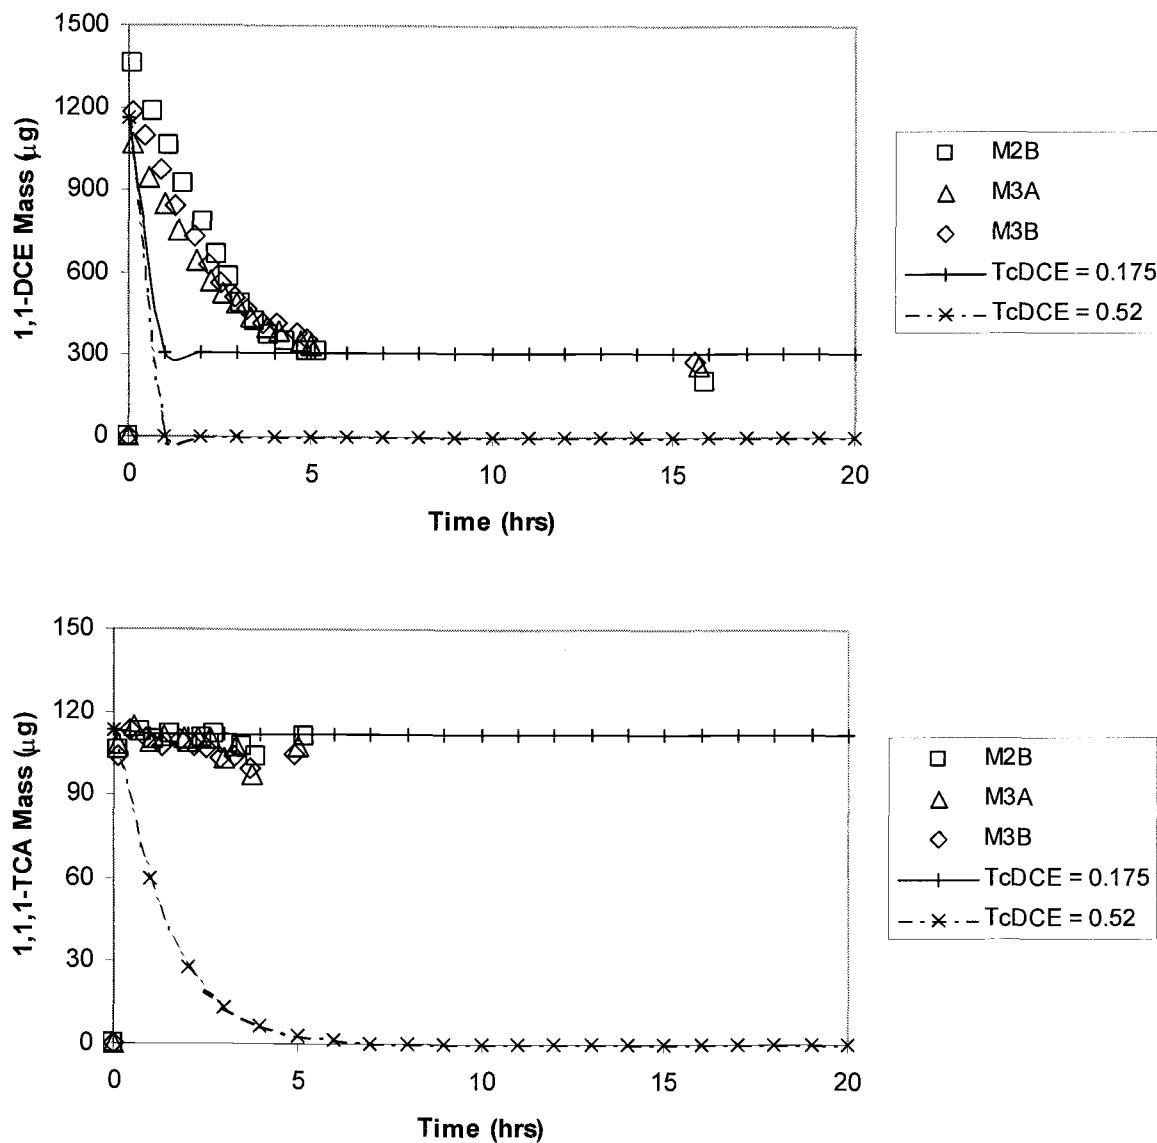 1500
1200
900
600
300
0
1,1-DCE Mass (µg)
0 5 10 15 20
Time (hrs)
M2B
M3A
M3B
TcDCE = 0.175
TcDCE = 0.52
150
120
90
60
30
0
1,1,1-TCA Mass (µg)
0 5 10 15 20
Time (hrs)
M2B
M3A
M3B
TcDCE = 0.175
TcDCE = 0.52